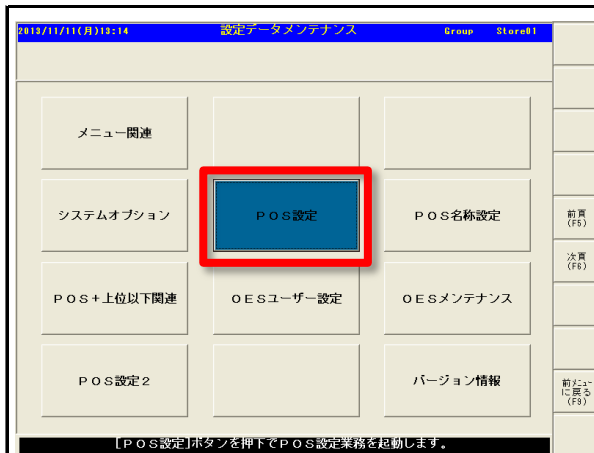 2013/11/11(月)13:14 設定データメンテナンス Group Store01
メニュー関連
システムオプション ＰＯＳ設定 ＰＯＳ名称設定
前頁
(F5)
次頁
(F6)
ＰＯＳ+上位以下関連 ＯＥＳユーザー設定 ＯＥＳメンテナンス
ＰＯＳ設定２ バージョン情報
前メニュー
に戻る
(F9)
[ＰＯＳ設定]ボタンを押下でＰＯＳ設定業務を起動します。